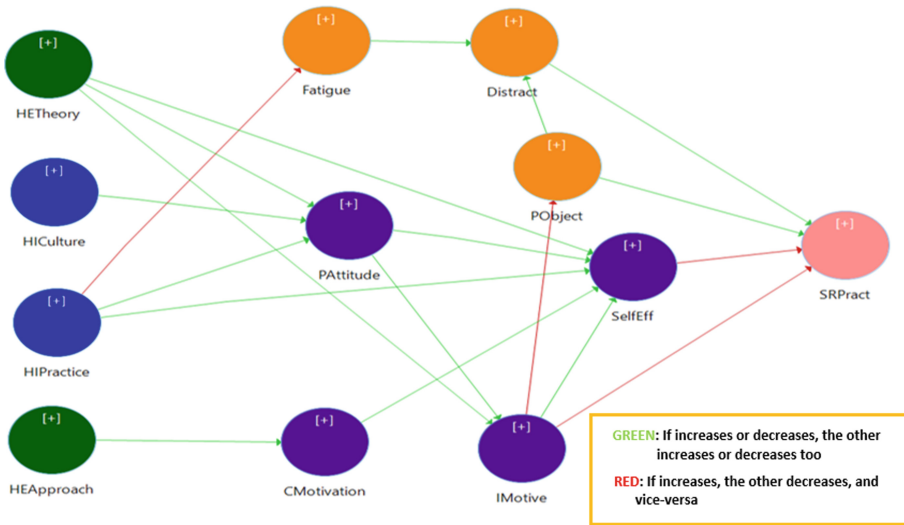 [+]
Fatigue
[+]
Distract
[+]
HETheory
[+]
HICulture
[+]
PAttitude
[+]
PObject
[+]
SelfEff
[+]
SRPract
[+]
HIPractice
[+]
HEApproach
[+]
CMotivation
[+]
IMotive
GREEN: If increases or decreases, the other
increases or decreases too
RED: If increases, the other decreases, and
vice-versa